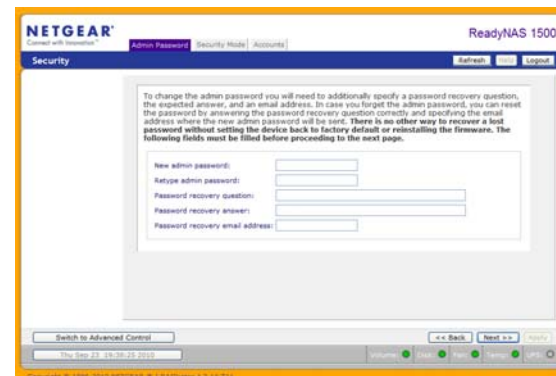 NETGEAR®
Connect with Innovation™
ReadyNAS 1500
Admin Password
Security Mode
Accounts
Security
Refresh
Help
Logout
To change the admin password you will need to additionally specify a password recovery question,
the expected answer, and an email address. In case you forget the admin password, you can reset
the password by answering the password recovery question correctly and specifying the email
address where the new admin password will be sent. There is no other way to recover a lost
password without setting the device back to factory default or reinstalling the firmware. The
following fields must be filled before proceeding to the next page.
New admin password:
Retype admin password:
Password recovery question:
Password recovery answer:
Password recovery email address:
Switch to Advanced Control
<< Back
Next >>
Apply
Thu Sep 23
2010
Volume:
Disk:
Fan:
Temp:
UPS: